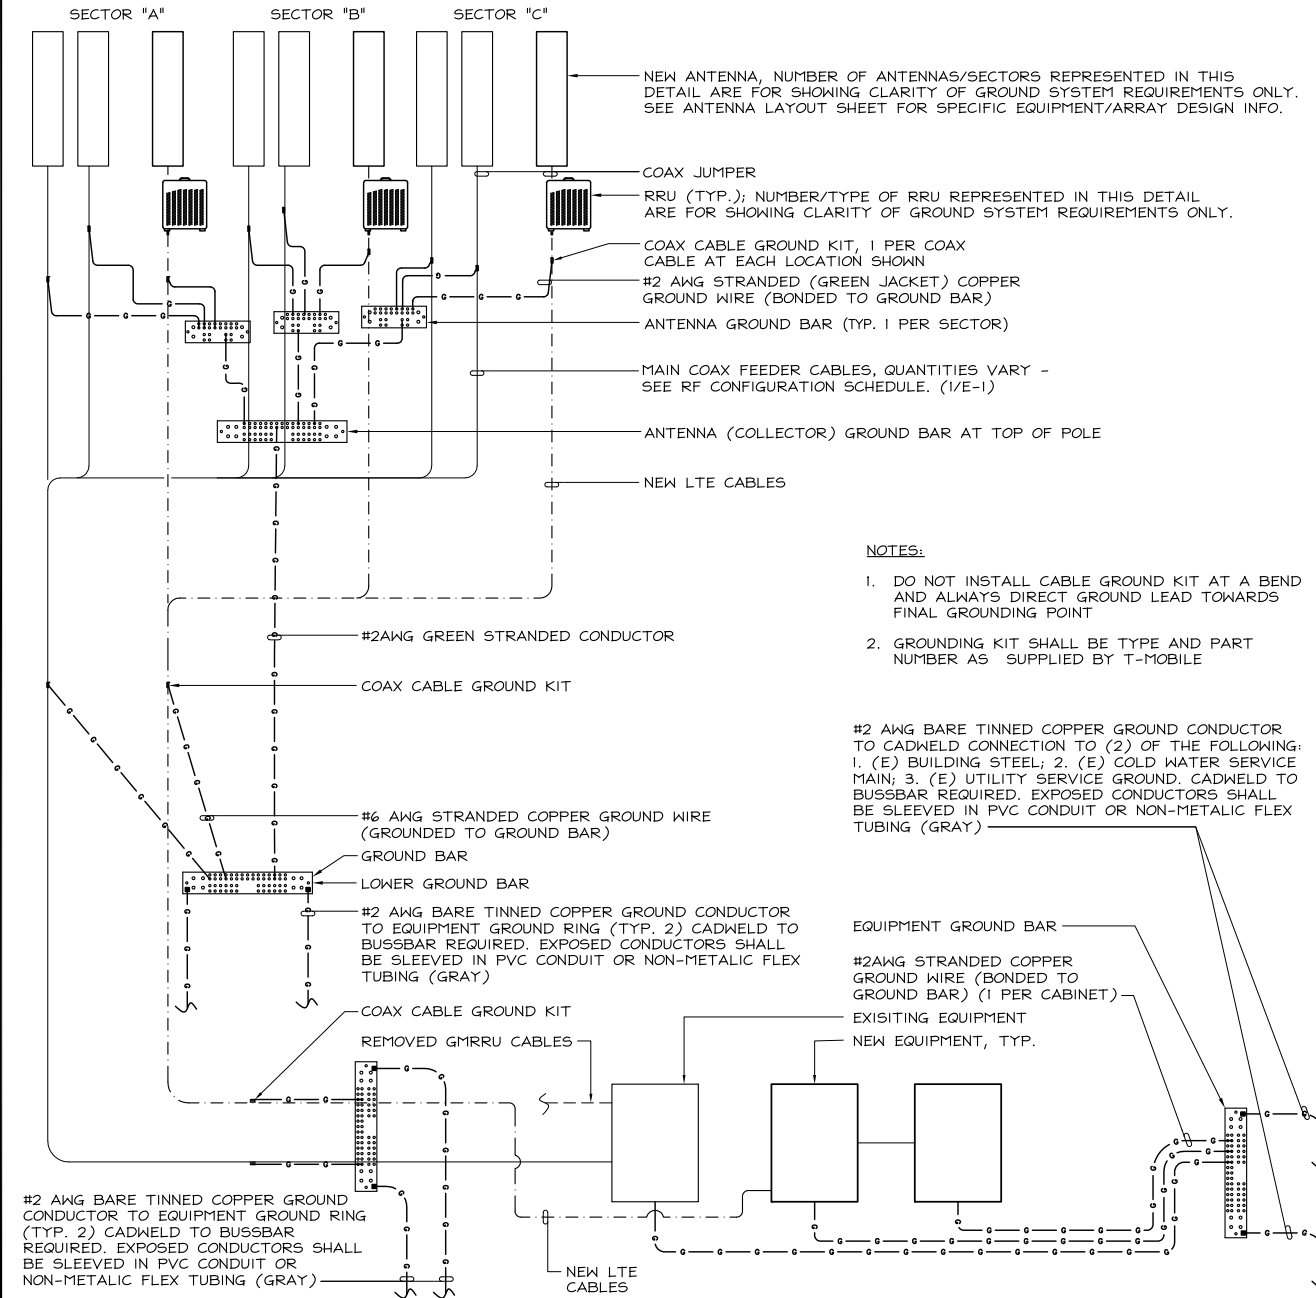 SECTOR "A"
SECTOR "B"
SECTOR "C"
NEW ANTENNA, NUMBER OF ANTENNAS/SECTORS REPRESENTED IN THIS
DETAIL ARE FOR SHOWING CLARITY OF GROUND SYSTEM REQUIREMENTS ONLY.
SEE ANTENNA LAYOUT SHEET FOR SPECIFIC EQUIPMENT/ARRAY DESIGN INFO.
COAX JUMPER
RRU (TYP.); NUMBER/TYPE OF RRU REPRESENTED IN THIS DETAIL
ARE FOR SHOWING CLARITY OF GROUND SYSTEM REQUIREMENTS ONLY.
COAX CABLE GROUND KIT, 1 PER COAX
CABLE AT EACH LOCATION SHOWN
#2 AWG STRANDED (GREEN JACKET) COPPER
GROUND WIRE (BONDED TO GROUND BAR)
ANTENNA GROUND BAR (TYP. 1 PER SECTOR)
MAIN COAX FEEDER CABLES, QUANTITIES VARY -
SEE RF CONFIGURATION SCHEDULE. (1/E-1)
ANTENNA (COLLECTOR) GROUND BAR AT TOP OF POLE
NEW LTE CABLES
NOTES:
1. DO NOT INSTALL CABLE GROUND KIT AT A BEND
AND ALWAYS DIRECT GROUND LEAD TOWARDS
FINAL GROUNDING POINT
2. GROUNDING KIT SHALL BE TYPE AND PART
NUMBER AS SUPPLIED BY T-MOBILE
#2AWG GREEN STRANDED CONDUCTOR
COAX CABLE GROUND KIT
#2 AWG BARE TINNED COPPER GROUND CONDUCTOR
TO CADWELD CONNECTION TO (2) OF THE FOLLOWING:
1. (E) BUILDING STEEL; 2. (E) COLD WATER SERVICE
MAIN; 3. (E) UTILITY SERVICE GROUND. CADWELD TO
BUSSBAR REQUIRED. EXPOSED CONDUCTORS SHALL
BE SLEEVED IN PVC CONDUIT OR NON-METALIC FLEX
TUBING (GRAY)
#6 AWG STRANDED COPPER GROUND WIRE
(GROUNDED TO GROUND BAR)
GROUND BAR
LOWER GROUND BAR
#2 AWG BARE TINNED COPPER GROUND CONDUCTOR
TO EQUIPMENT GROUND RING (TYP. 2) CADWELD TO
BUSSBAR REQUIRED. EXPOSED CONDUCTORS SHALL
BE SLEEVED IN PVC CONDUIT OR NON-METALIC FLEX
TUBING (GRAY)
EQUIPMENT GROUND BAR
#2AWG STRANDED COPPER
GROUND WIRE (BONDED TO
GROUND BAR) (1 PER CABINET)
COAX CABLE GROUND KIT
EXISITING EQUIPMENT
REMOVED GMRRU CABLES
NEW EQUIPMENT, TYP.
#2 AWG BARE TINNED COPPER GROUND
CONDUCTOR TO EQUIPMENT GROUND RING
(TYP. 2) CADWELD TO BUSSBAR
REQUIRED. EXPOSED CONDUCTORS SHALL
BE SLEEVED IN PVC CONDUIT OR
NON-METALIC FLEX TUBING (GRAY)
NEW LTE
CABLES